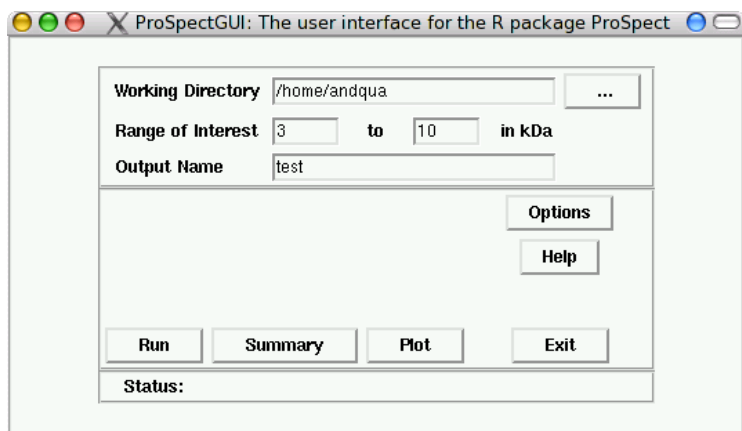 ProSpectGUI: The user interface for the R package ProSpect
Working Directory /home/andqua ...
Range of Interest 3 to 10 in kDa
Output Name test
Options
Help
Run Summary Plot Exit
Status: